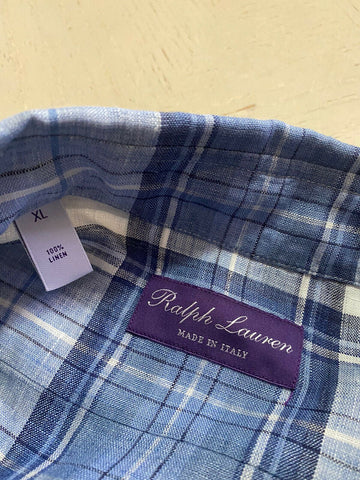 XL
100%
LINEN
Ralph Lauren
MADE IN ITALY